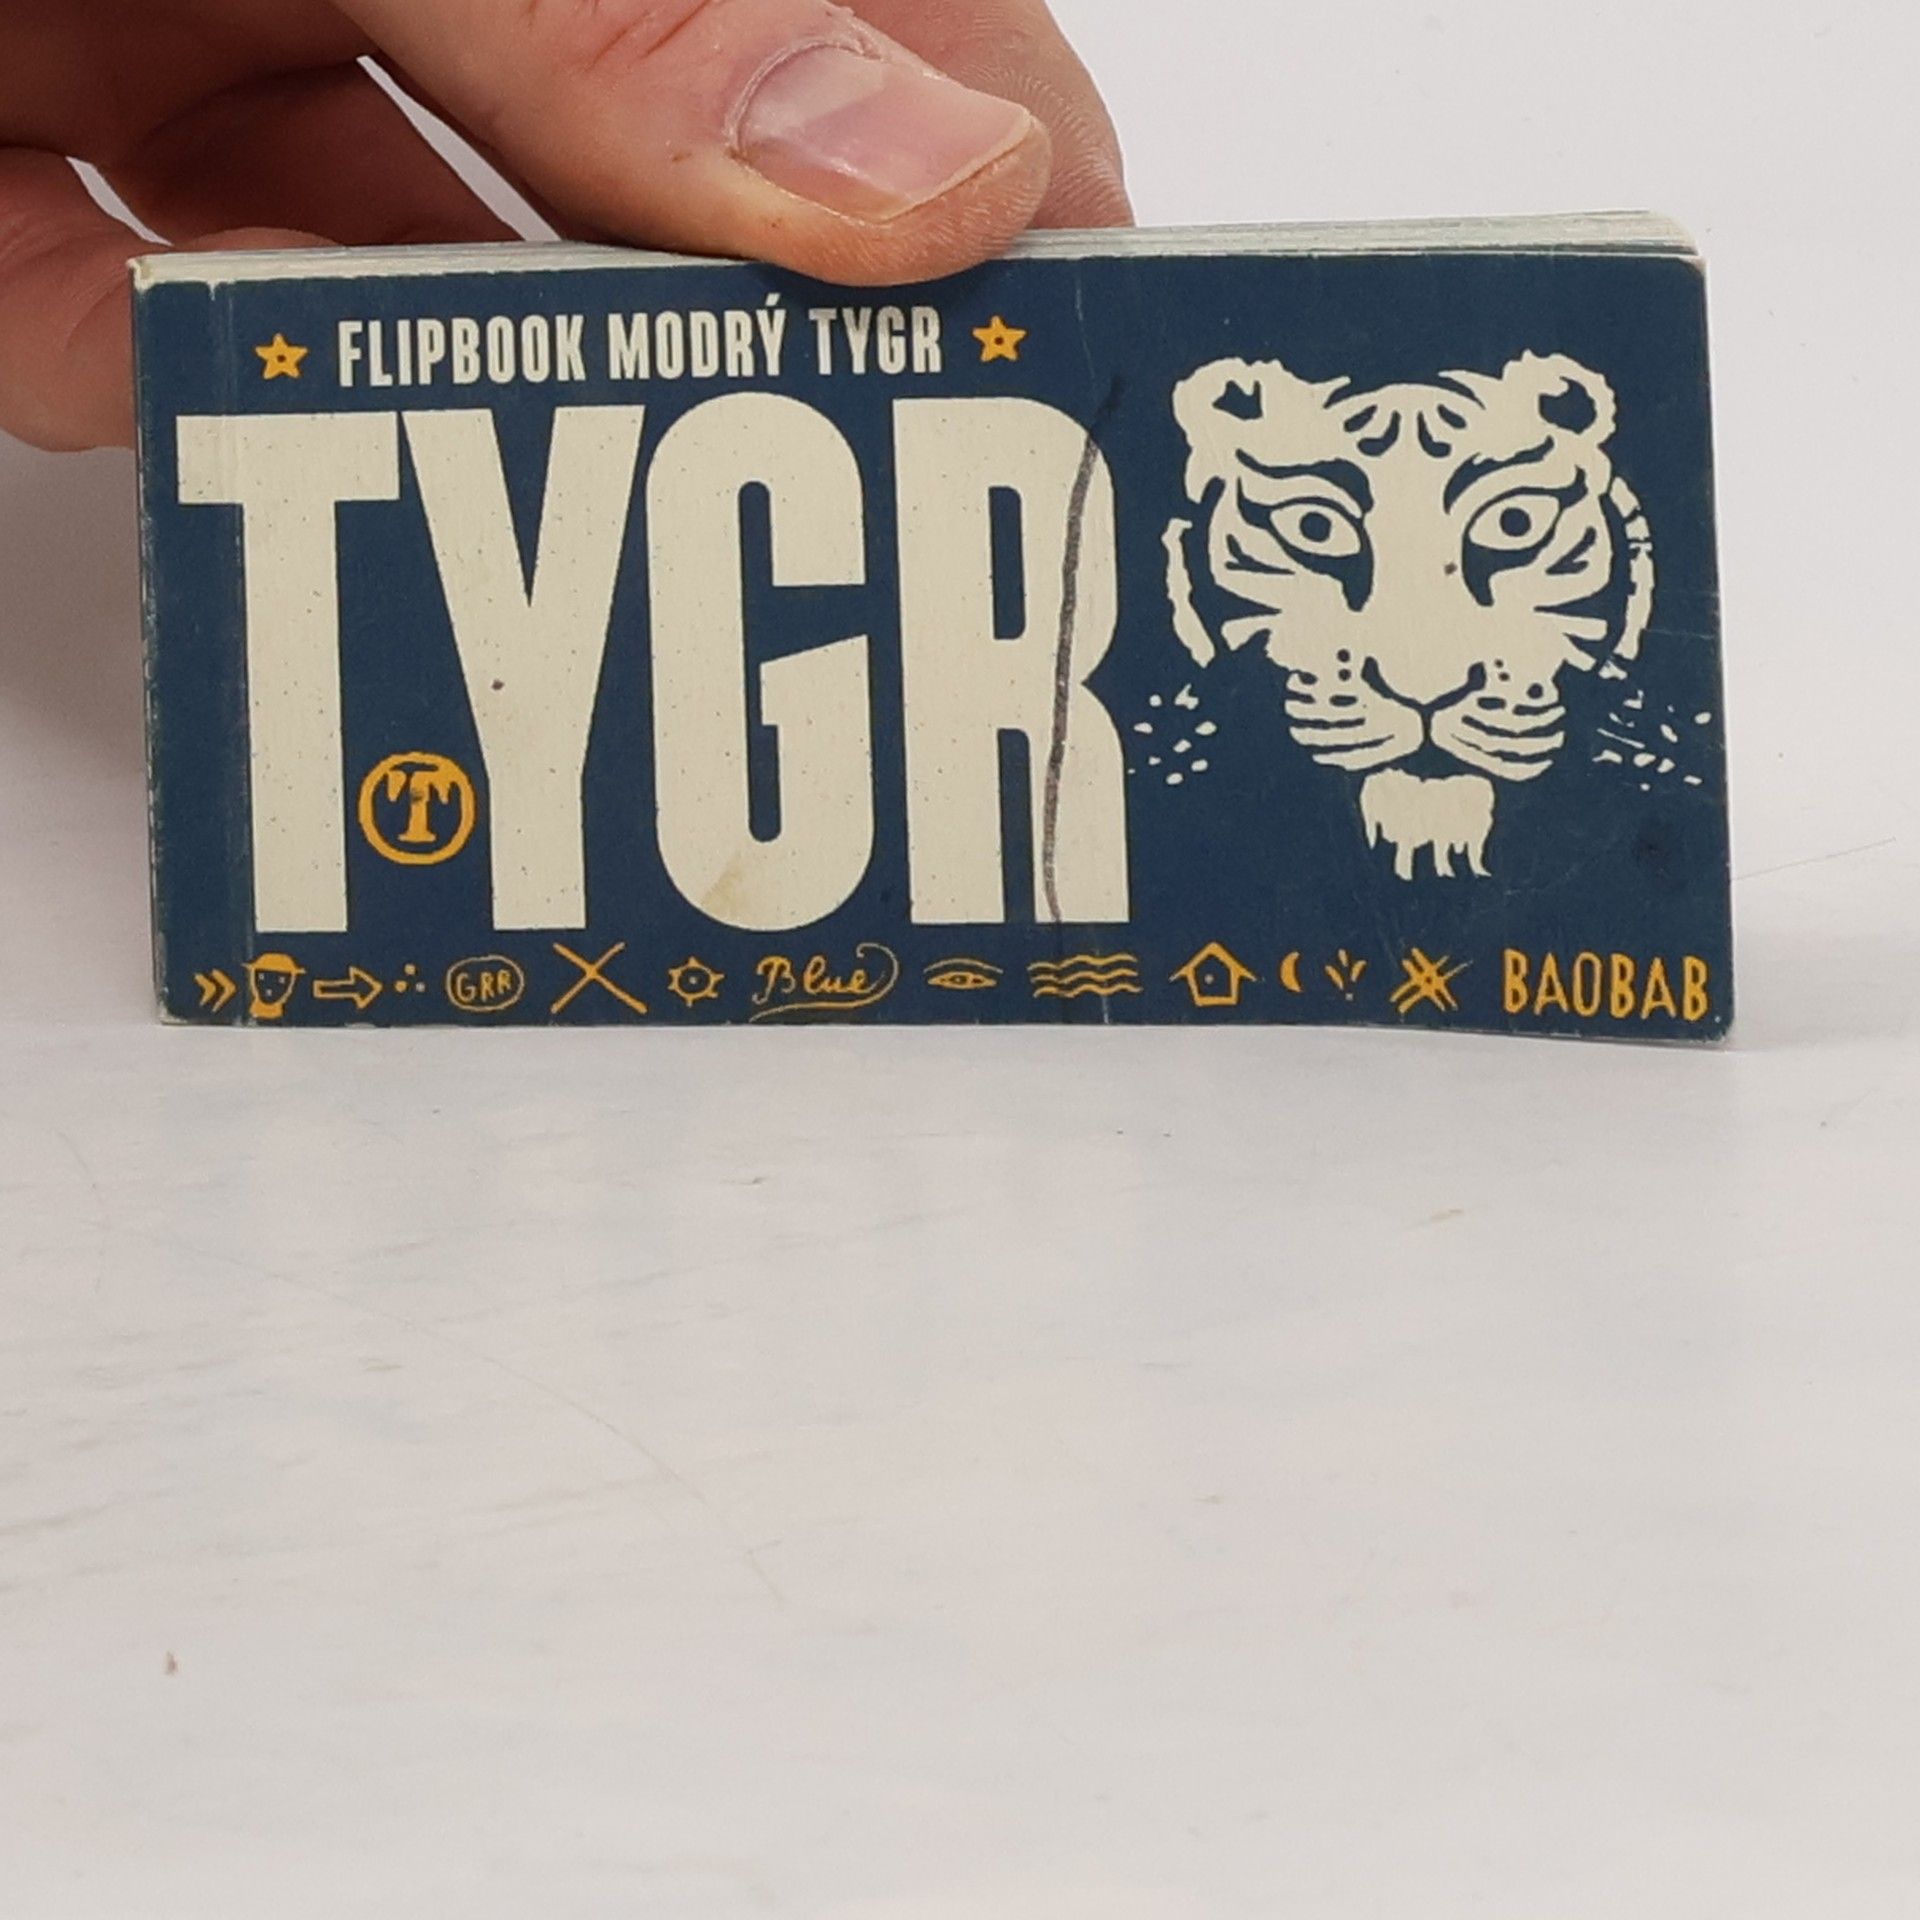 FLIPBOOK MODRÝ TYGR
TYGR
T
GRR Blue BAOBAB